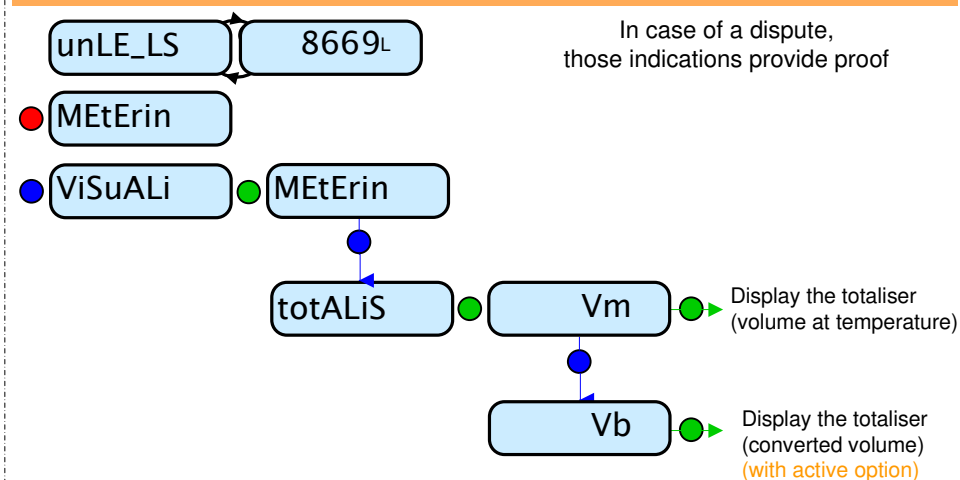 unLE_LS
8669L
In case of a dispute,
those indications provide proof
MEtErin
ViSuALi
MEtErin
totALiS
Vm
Display the totaliser
(volume at temperature)
Vb
Display the totaliser
(converted volume)
(with active option)